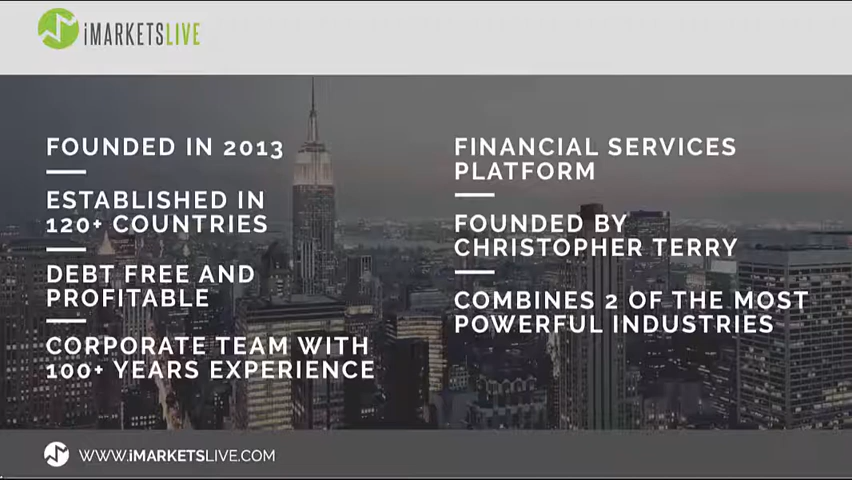 iMARKETSLIVE
FOUNDED IN 2013
ESTABLISHED IN
120+ COUNTRIES
DEBT FREE AND
PROFITABLE
CORPORATE TEAM WITH
100+ YEARS EXPERIENCE
FINANCIAL SERVICES
PLATFORM
FOUNDED BY
CHRISTOPHER TERRY
COMBINES 2 OF THE MOST
POWERFUL INDUSTRIES
WWW.iMARKETSLIVE.COM